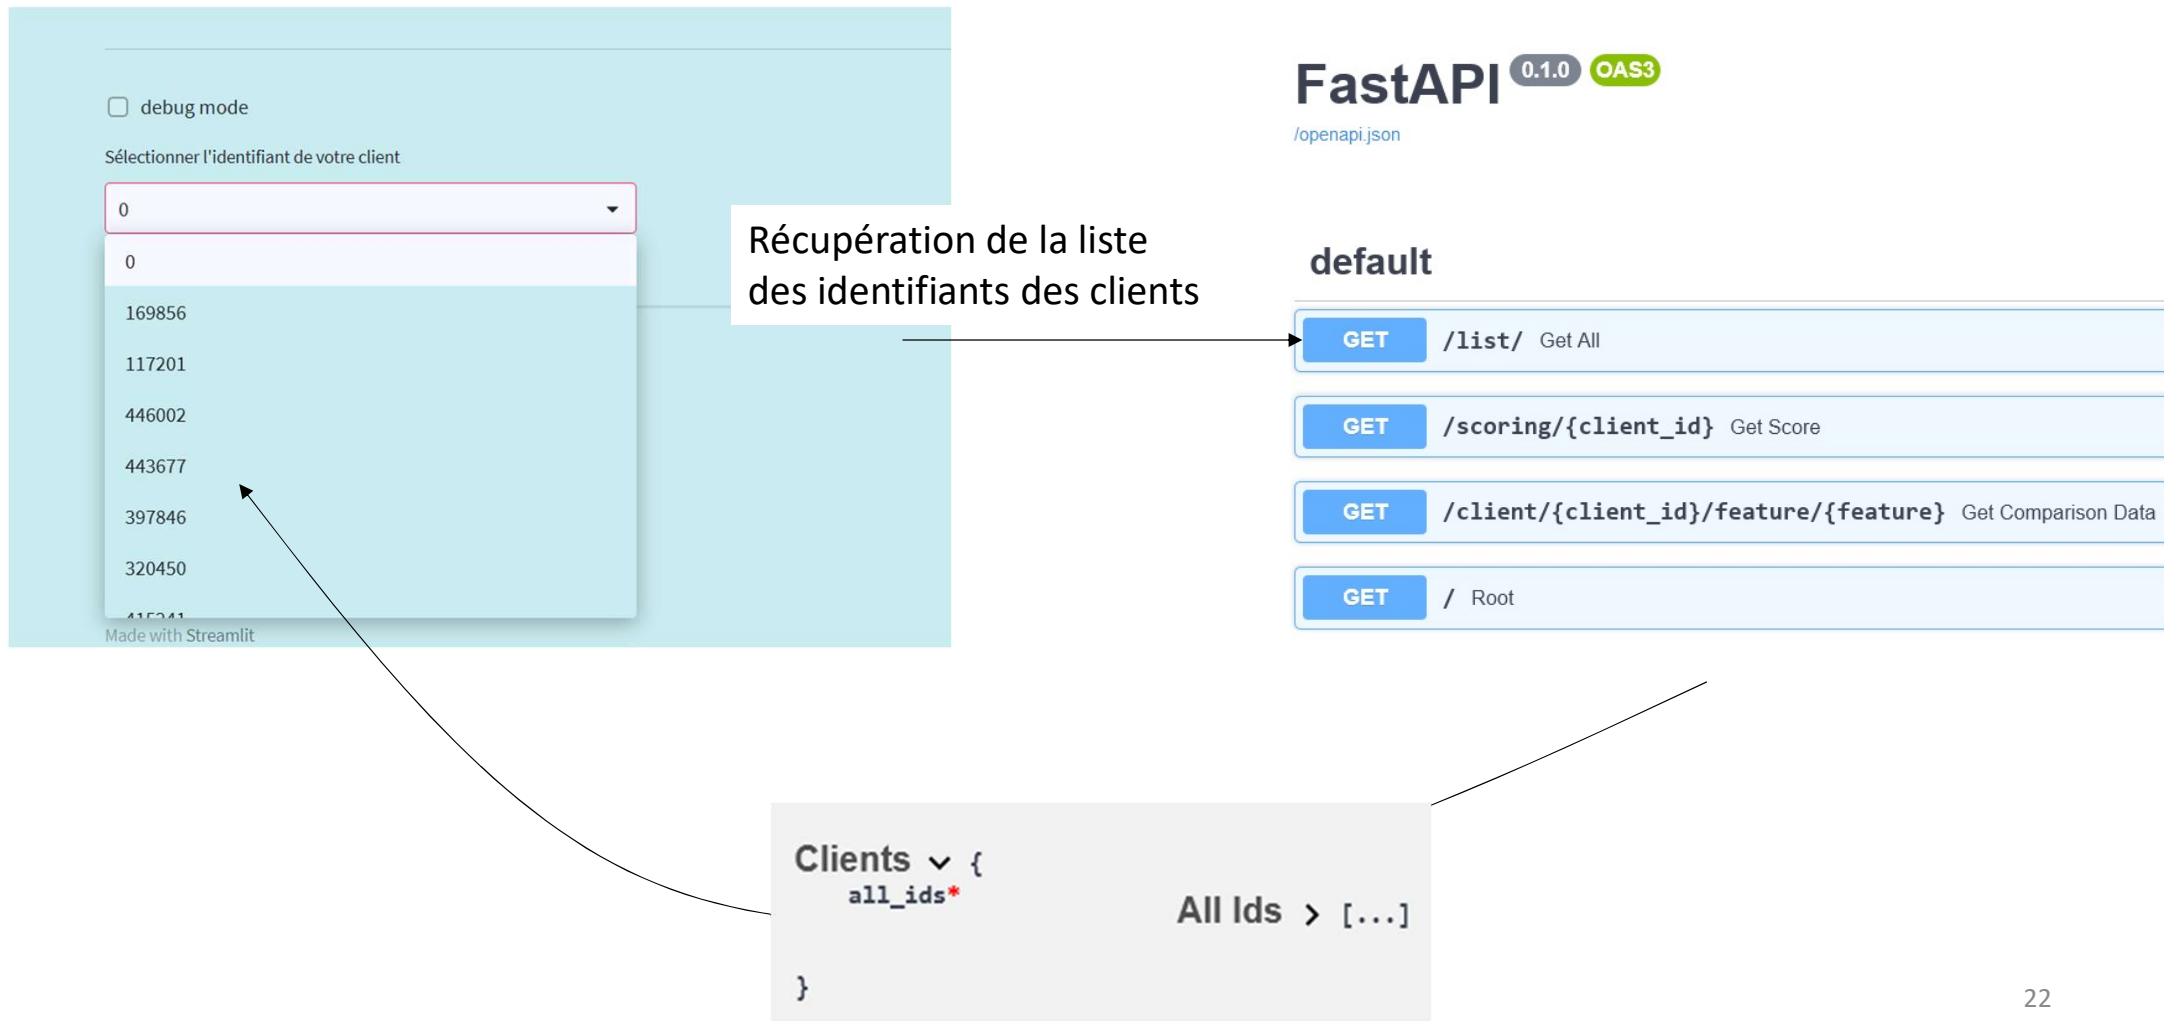 debug mode
Sélectionner l'identifiant de votre client
0
0
169856
117201
446002
443677
397846
320450
Made with Streamlit
Récupération de la liste
des identifiants des clients
FastAPI 0.1.0 OAS3
/openapi.json
default
GET /list/ Get All
GET /scoring/{client_id} Get Score
GET /client/{client_id}/feature/{feature} Get Comparison Data
GET / Root
Clients {
all_ids*
All Ids > [...]
}
22